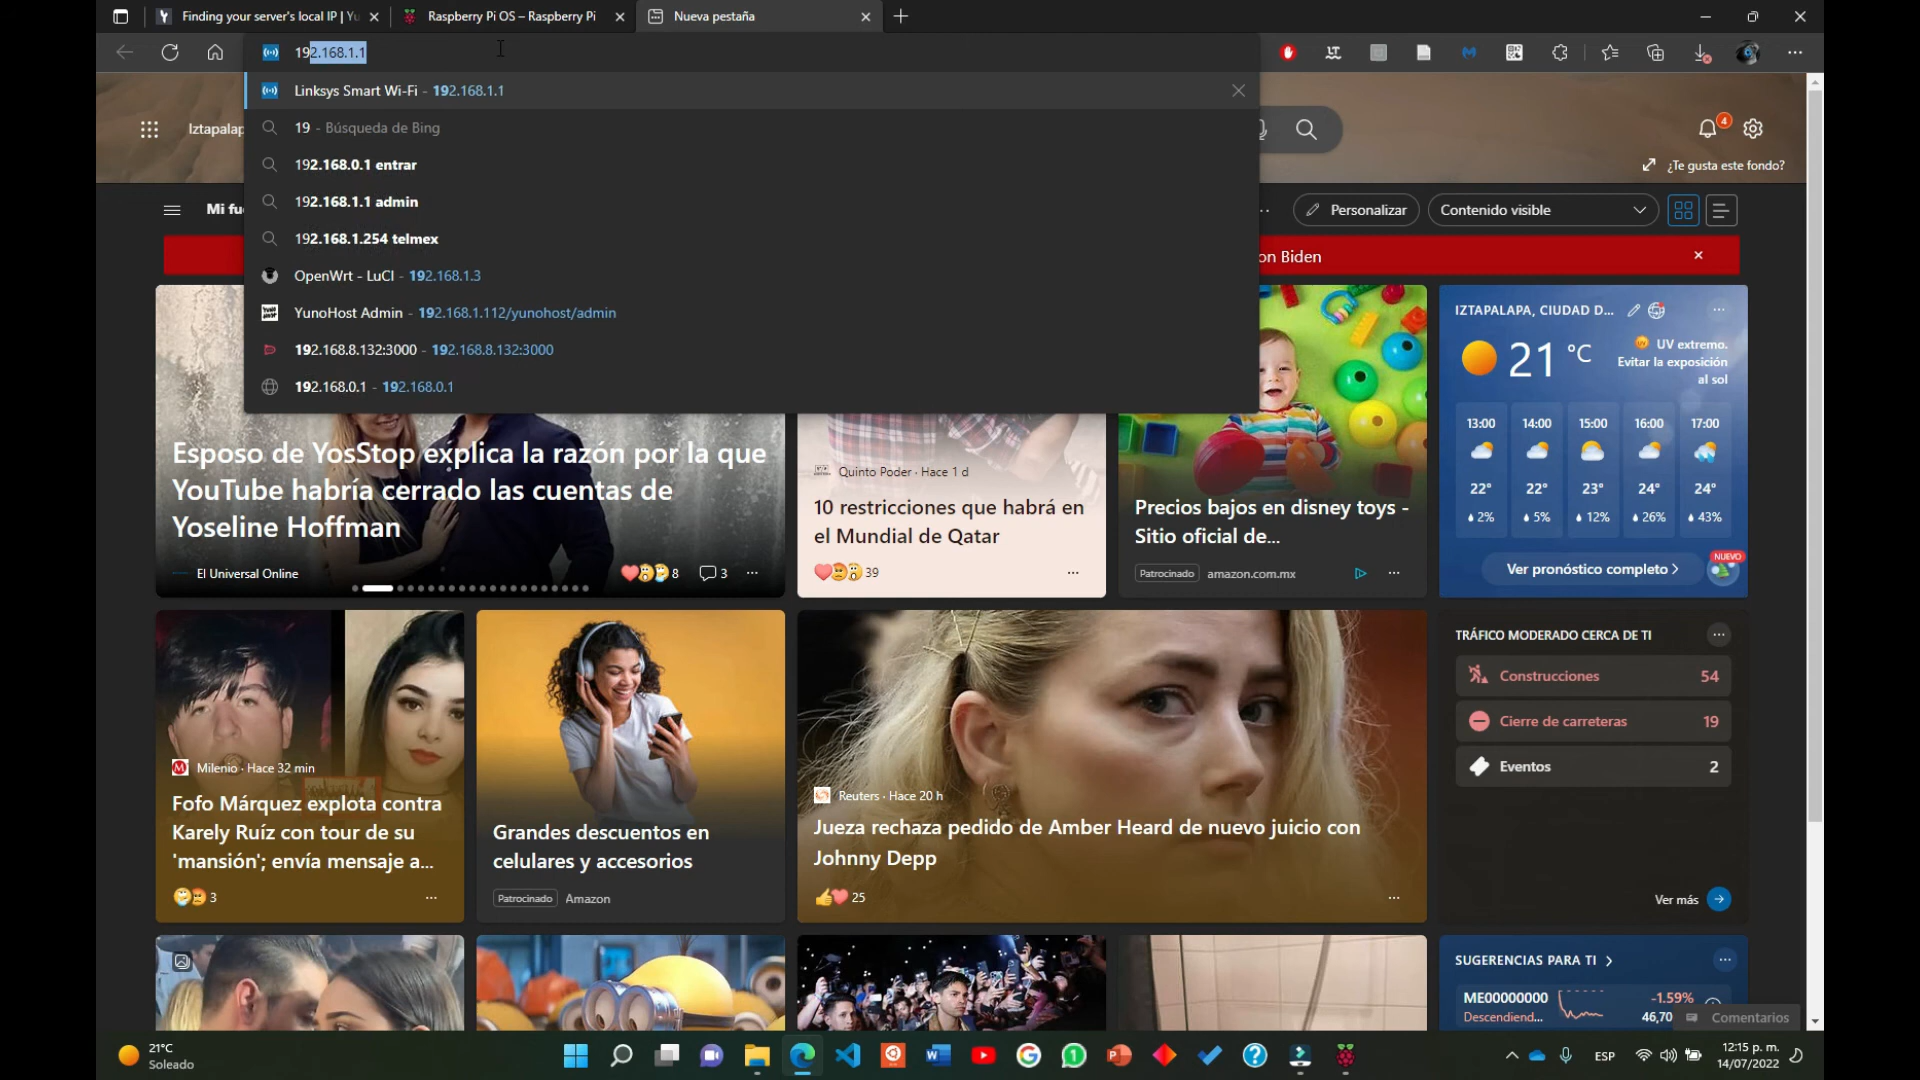 Finding your server's local IP | Yu
Raspberry Pi OS – Raspberry Pi
Nueva pestaña
192.168.1.1
Linksys Smart Wi-Fi - 192.168.1.1
19 - Búsqueda de Bing
192.168.0.1 entrar
192.168.1.1 admin
192.168.1.254 telmex
OpenWrt - LuCI - 192.168.1.3
YunoHost Admin - 192.168.1.112/yunohost/admin
192.168.8.132:3000 - 192.168.8.132:3000
192.168.0.1 - 192.168.0.1
Iztapalap
4
¿Te gusta este fondo?
Mi fu
Personalizar
Contenido visible
on Biden
Esposo de YosStop explica la razón por la que
YouTube habría cerrado las cuentas de
Yoseline Hoffman
El Universal Online
8
3
Quinto Poder · Hace 1 d
10 restricciones que habrá en
el Mundial de Qatar
39
Precios bajos en disney toys -
Sitio oficial de...
Patrocinado amazon.com.mx
IZTAPALAPA, CIUDAD D...
21 °C
UV extremo.
Evitar la exposición
al sol
13:00 14:00 15:00 16:00 17:00
22° 22° 23° 24° 24°
2% 5% 12% 26% 43%
Ver pronóstico completo
NUEVO
Milenio · Hace 32 min
Fofo Márquez explota contra
Karely Ruíz con tour de su
'mansión'; envía mensaje a...
3
Grandes descuentos en
celulares y accesorios
Patrocinado Amazon
Reuters · Hace 20 h
Jueza rechaza pedido de Amber Heard de nuevo juicio con
Johnny Depp
25
TRÁFICO MODERADO CERCA DE TI
Construcciones 54
Cierre de carreteras 19
Eventos 2
Ver más
SUGERENCIAS PARA TI
ME00000000 -1.59%
Descendiend... 46,70
Comentarios
21°C
Soleado
ESP
12:15 p. m.
14/07/2022